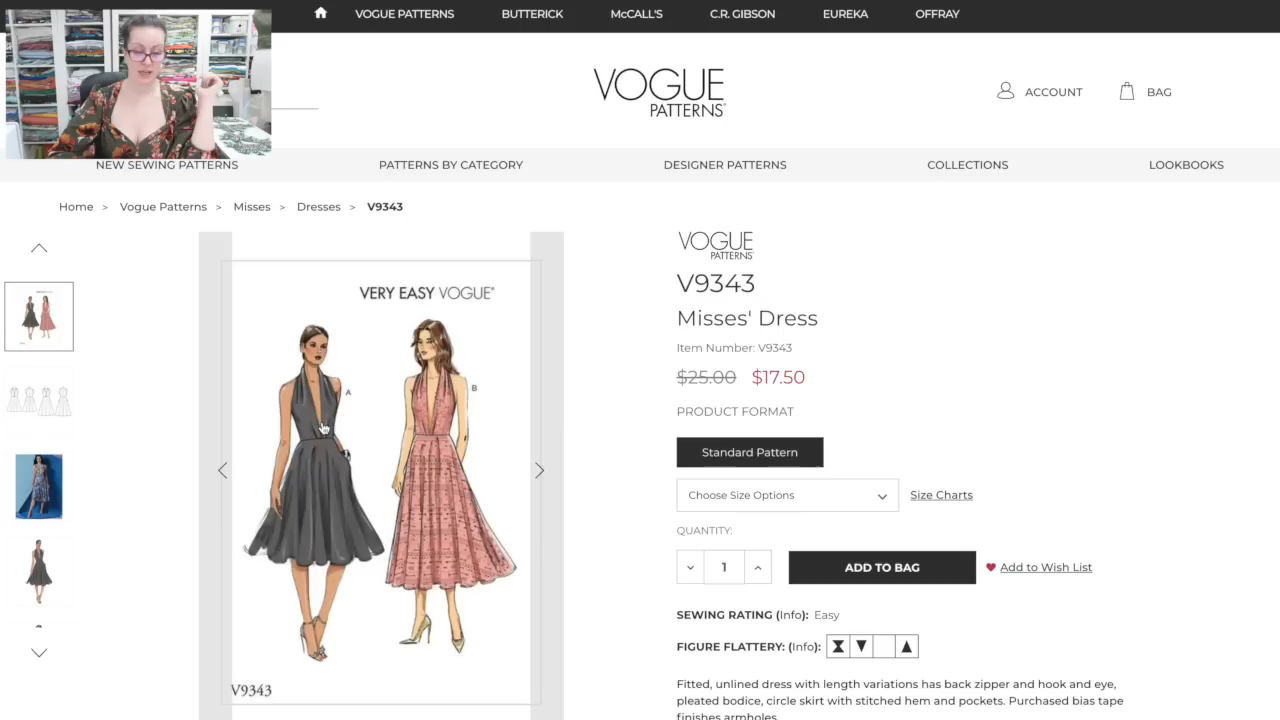 VOGUE PATTERNS BUTTERICK McCALL'S C.R. GIBSON EUREKA OFFRAY
VOGUE
PATTERNS
ACCOUNT BAG
NEW SEWING PATTERNS PATTERNS BY CATEGORY DESIGNER PATTERNS COLLECTIONS LOOKBOOKS
Home > Vogue Patterns > Misses > Dresses > V9343
VERY EASY VOGUE
A
B
V9343
VOGUE
PATTERNS
V9343
Misses' Dress
Item Number: V9343
$25.00 $17.50
PRODUCT FORMAT
Standard Pattern
Choose Size Options Size Charts
QUANTITY:
1 ADD TO BAG Add to Wish List
SEWING RATING (Info): Easy
FIGURE FLATTERY: (Info):
Fitted, unlined dress with length variations has back zipper and hook and eye,
pleated bodice, circle skirt with stitched hem and pockets. Purchased bias tape
finishes armholes.